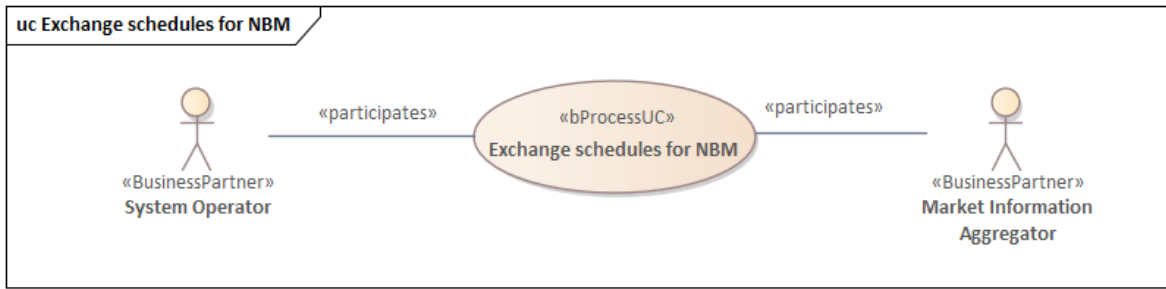 uc Exchange schedules for NBM
«participates»
«bProcessUC»
«participates»
Exchange schedules for NBM
«BusinessPartner»
System Operator
«BusinessPartner»
Market Information
Aggregator